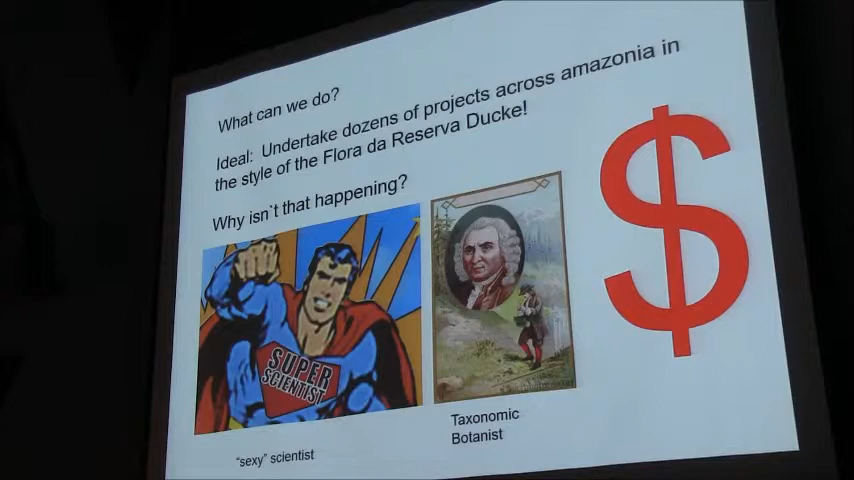 What can we do?
Ideal: Undertake dozens of projects across amazonia in
the style of the Flora da Reserva Ducke!
Why isn`t that happening?
SUPER
SCIENTIST
$
"sexy" scientist
Taxonomic
Botanist